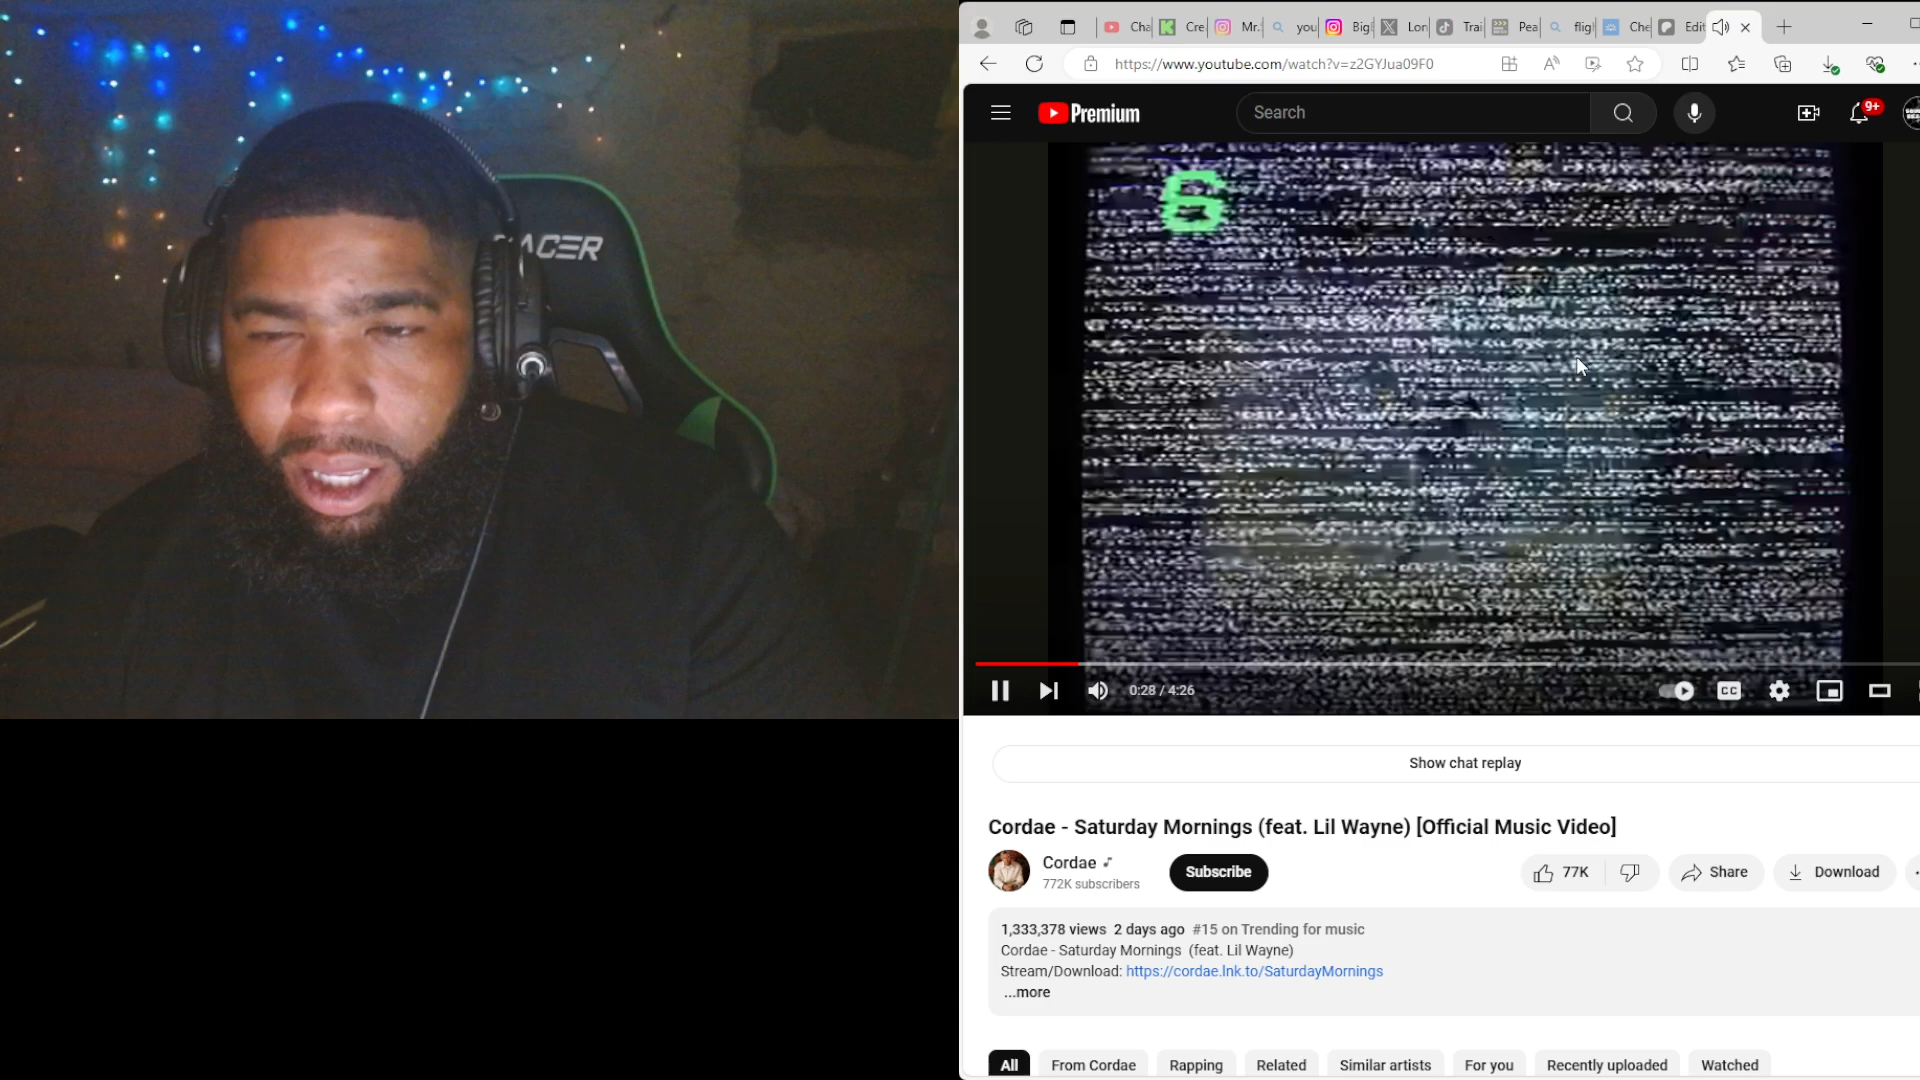 Cha
Cre
Mr.
you
Big
Lon
Trai
Pea
flig
Che
Edit
https://www.youtube.com/watch?v=z2GYJua09F0
Premium
Search
9+
6
0:28 / 4:26
CC
Show chat replay
Cordae - Saturday Mornings (feat. Lil Wayne) [Official Music Video]
Cordae
772K subscribers
Subscribe
77K
Share
Download
1,333,378 views 2 days ago #15 on Trending for music
Cordae - Saturday Mornings (feat. Lil Wayne)
Stream/Download: https://cordae.lnk.to/SaturdayMornings
...more
All
From Cordae
Rapping
Related
Similar artists
For you
Recently uploaded
Watched